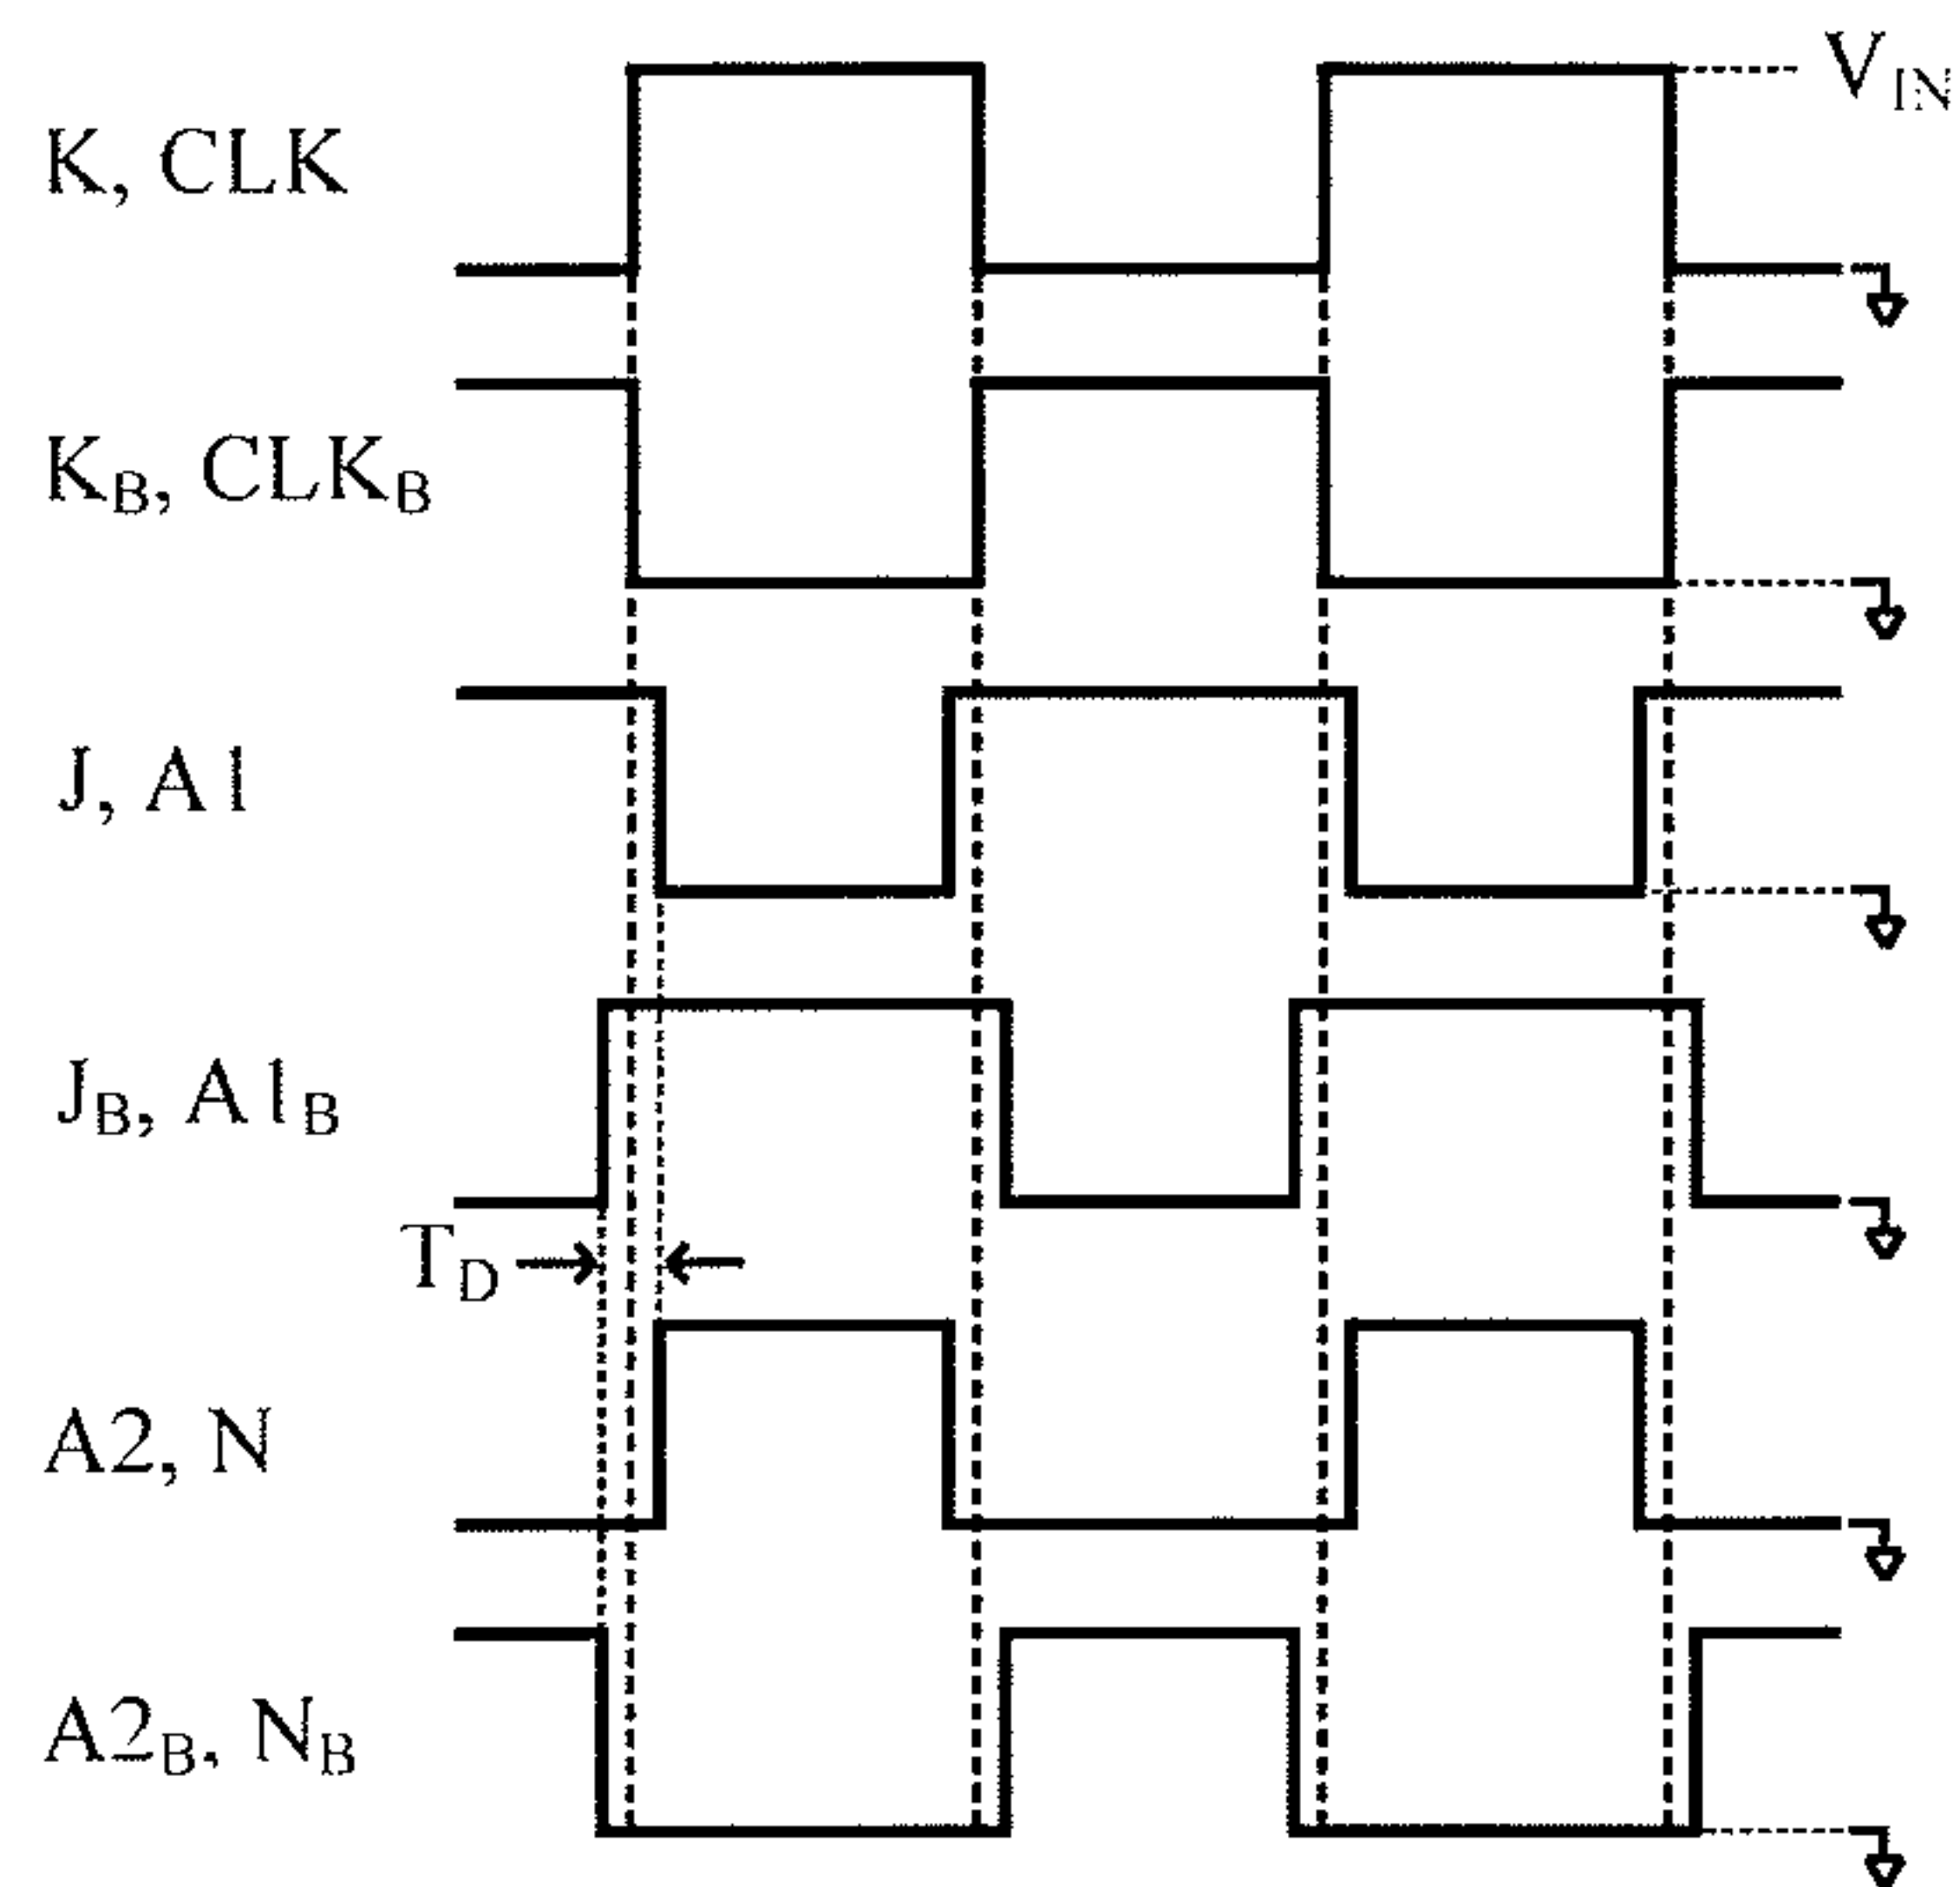 V_IN
K, CLK
K_B, CLK_B
J, A1
J_B, A1_B
T_D
A2, N
A2_B, N_B